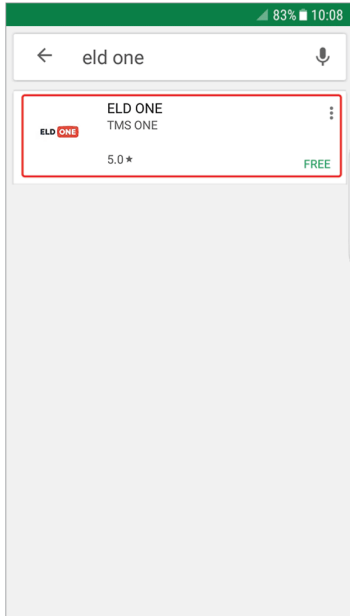 83% 10:08
eld one
ELD ONE
ELD ONE
TMS ONE
5.0 ★
FREE